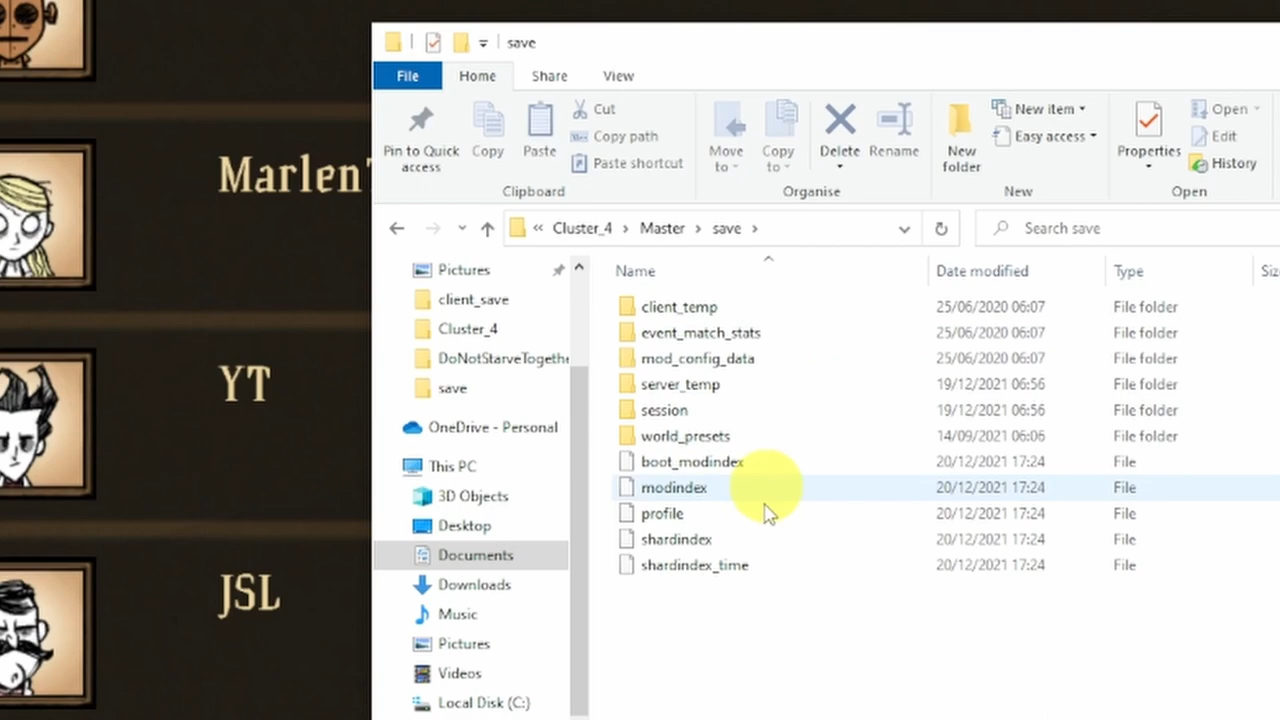 save
File Home Share View
Pin to Quick access
Copy
Paste
Cut
Copy path
Paste shortcut
Clipboard
Move to
Copy to
Delete
Rename
Organise
New folder
New item
Easy access
New
Properties
Open
Edit
History
Open
« Cluster_4 › Master › save ›
Search save
Pictures
client_save
Cluster_4
DoNotStarveTogethe
save
OneDrive - Personal
This PC
3D Objects
Desktop
Documents
Downloads
Music
Pictures
Videos
Local Disk (C:)
Name Date modified Type Siz
client_temp 25/06/2020 06:07 File folder
event_match_stats 25/06/2020 06:07 File folder
mod_config_data 25/06/2020 06:07 File folder
server_temp 19/12/2021 06:56 File folder
session 19/12/2021 06:56 File folder
world_presets 14/09/2021 06:06 File folder
boot_modindex 20/12/2021 17:24 File
modindex 20/12/2021 17:24 File
profile 20/12/2021 17:24 File
shardindex 20/12/2021 17:24 File
shardindex_time 20/12/2021 17:24 File
Marlen
YT
JSL